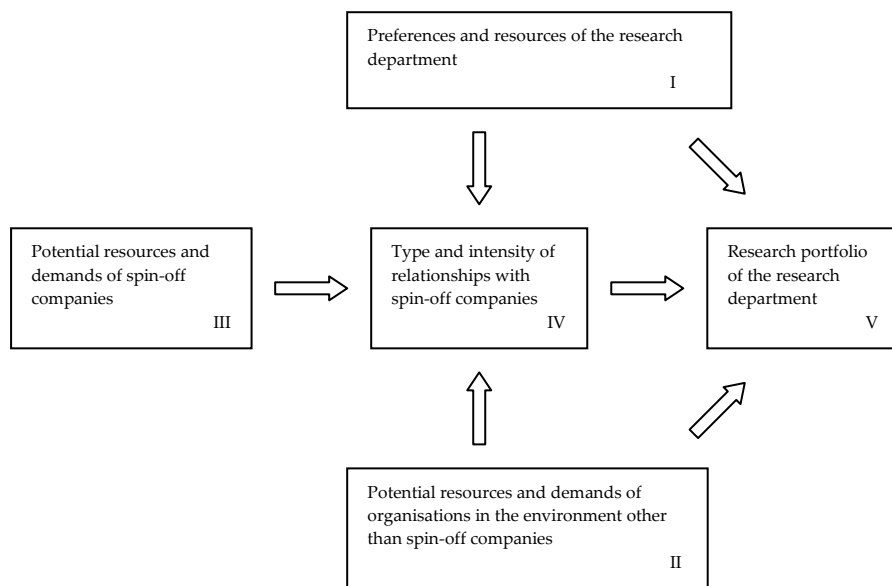 Preferences and resources of the research
department
I
Potential resources and
demands of spin-off
companies
III
Type and intensity of
relationships with
spin-off companies
IV
Research portfolio
of the research
department
V
Potential resources and demands of
organisations in the environment other
than spin-off companies
II